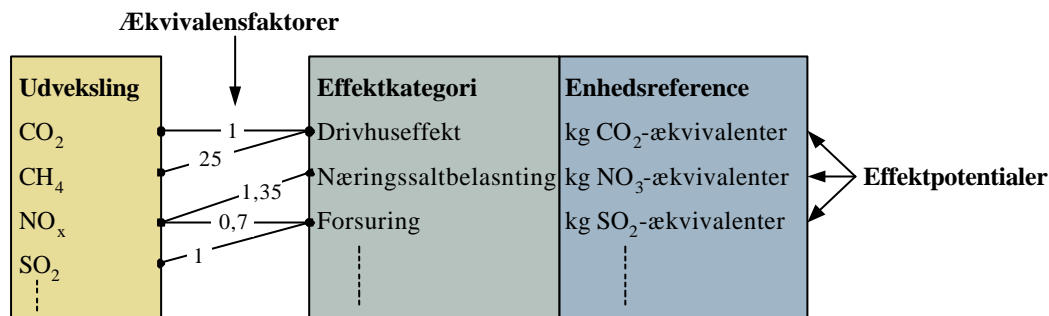 Ækvivalensfaktorer
Udveksling Effektkategori Enhedsreference
CO₂ 1 Drivhuseffekt kg CO₂-ækvivalenter
25
CH₄ Næringssaltbelasnting kg NO₃-ækvivalenter Effektpotentialer
1,35
NOₓ 0,7 Forsuring kg SO₂-ækvivalenter
1
SO₂